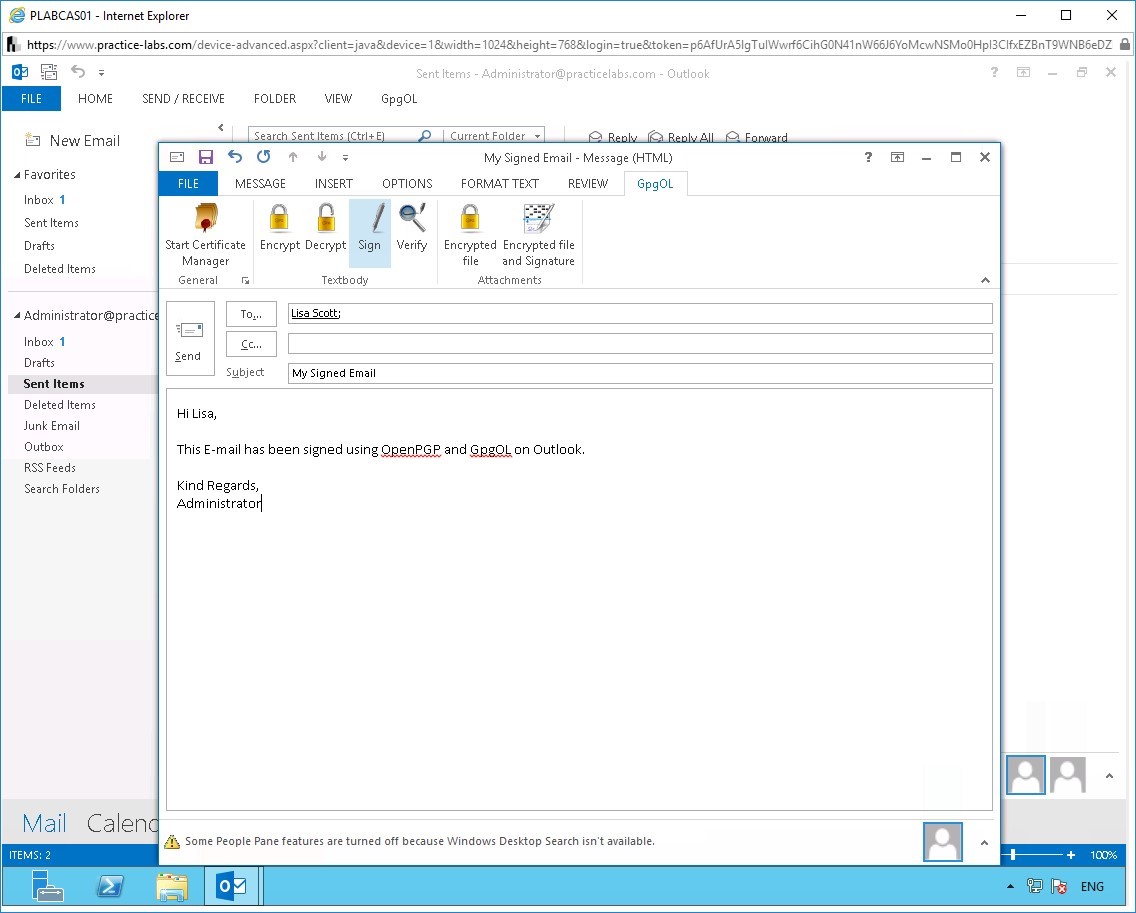 PLABCAS01 - Internet Explorer
https://www.practice-labs.com/device-advanced.aspx?client=java&device=1&width=1024&height=768&login=true&token=p6AfUrA5IgTulWwrf6CihG0N41nW66J6YoMcwNSMo0HpI3ClfxEZBnT9WNB6eDZ
Sent Items - Administrator@practicelabs.com - Outlook
FILE HOME SEND / RECEIVE FOLDER VIEW GpgOL
New Email
Search Sent Items (Ctrl+E) Current Folder Reply Reply All Forward
Favorites
Inbox 1
Sent Items
Drafts
Deleted Items
Administrator@practice
Inbox 1
Drafts
Sent Items
Deleted Items
Junk Email
Outbox
RSS Feeds
Search Folders
Mail Calend
ITEMS: 2
My Signed Email - Message (HTML)
FILE MESSAGE INSERT OPTIONS FORMAT TEXT REVIEW GpgOL
Start Certificate Manager
Encrypt Decrypt Sign Verify
Encrypted file
Encrypted file and Signature
General Textbody Attachments
Send
To... Lisa Scott;
Cc...
Subject My Signed Email
Hi Lisa,
This E-mail has been signed using OpenPGP and GpgOL on Outlook.
Kind Regards,
Administrator
Some People Pane features are turned off because Windows Desktop Search isn't available.
100%
ENG